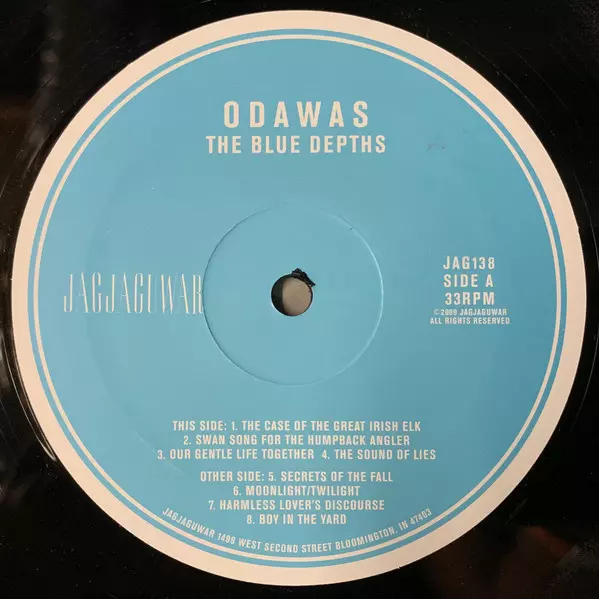 ODAWAS
THE BLUE DEPTHS
JAGJAGUWAR
JAG138
SIDE A
33RPM
©2009 JAGJAGUWAR
ALL RIGHTS RESERVED
THIS SIDE: 1. THE CASE OF THE GREAT IRISH ELK
2. SWAN SONG FOR THE HUMPBACK ANGLER
3. OUR GENTLE LIFE TOGETHER 4. THE SOUND OF LIES
OTHER SIDE: 5. SECRETS OF THE FALL
6. MOONLIGHT/TWILIGHT
7. HARMLESS LOVER'S DISCOURSE
8. BOY IN THE YARD
JAGJAGUWAR 1499 WEST SECOND STREET BLOOMINGTON, IN 47403